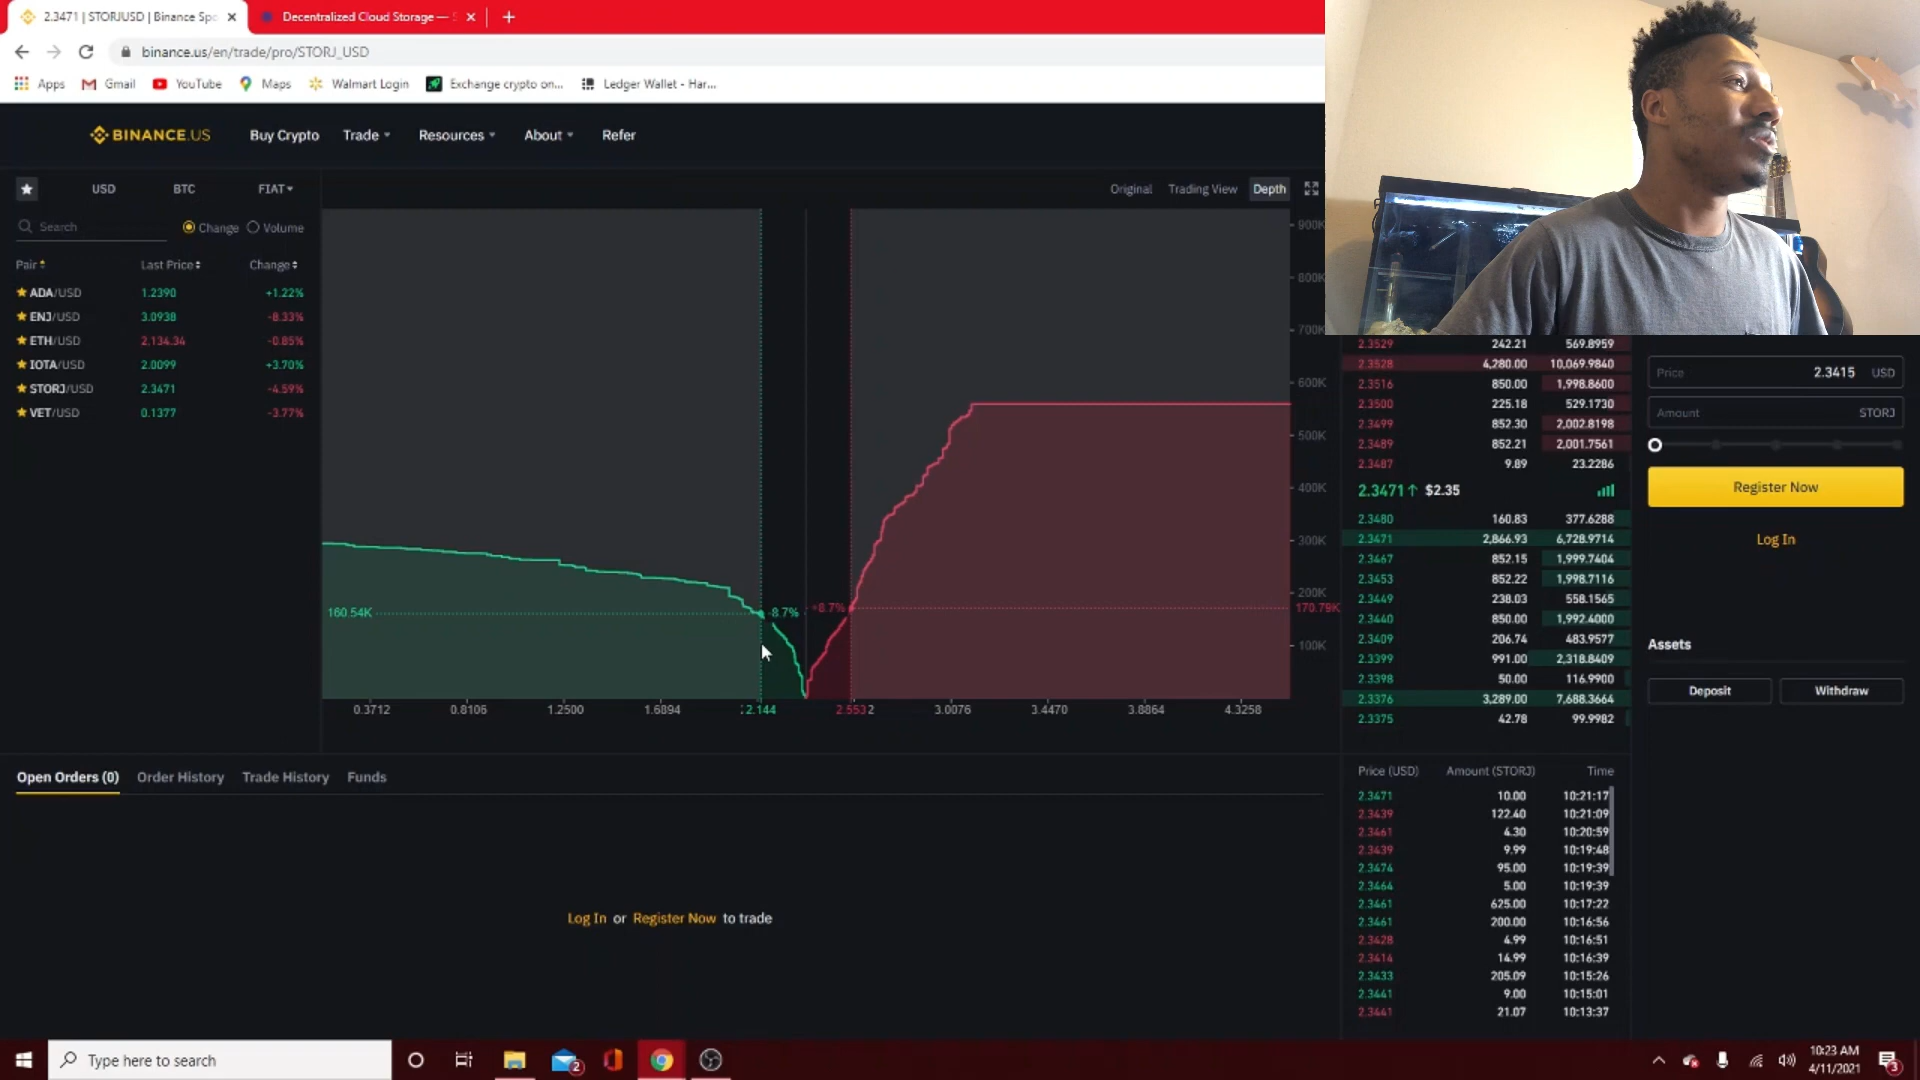 2.3471 | STORJUSD | Binance Spo
Decentralized Cloud Storage —
binance.us/en/trade/pro/STORJ_USD
Apps Gmail YouTube Maps Walmart Login Exchange crypto on... Ledger Wallet - Har...
BINANCE.US Buy Crypto Trade Resources About Refer
USD BTC FIAT
Search Change Volume
Pair Last Price Change
ADA/USD 1.2390 +1.22%
ENJ/USD 3.0938 -8.33%
ETH/USD 2,134.34 -0.85%
IOTA/USD 2.0099 +3.70%
STORJ/USD 2.3471 -4.59%
VET/USD 0.1377 -3.77%
Original Trading View Depth
900K
800K
700K
600K
500K
400K
300K
200K
170.79K
100K
160.54K -8.7% +8.7%
0.3712 0.8106 1.2500 1.6894 2.144 2.5532 3.0076 3.4470 3.8864 4.3258
2.3529 242.21 569.8959
2.3528 4,280.00 10,069.9840
2.3516 850.00 1,998.8600
2.3500 225.18 529.1730
2.3499 852.30 2,002.8198
2.3489 852.21 2,001.7561
2.3487 9.89 23.2286
2.3471↑ $2.35
2.3480 160.83 377.6288
2.3471 2,866.93 6,728.9714
2.3467 852.15 1,999.7404
2.3453 852.22 1,998.7116
2.3449 238.03 558.1565
2.3440 850.00 1,992.4000
2.3409 206.74 483.9577
2.3399 991.00 2,318.8409
2.3398 50.00 116.9900
2.3376 3,289.00 7,688.3664
2.3375 42.78 99.9982
Price 2.3415 USD
Amount STORJ
Register Now
Log In
Assets
Deposit Withdraw
Open Orders (0) Order History Trade History Funds
Log In or Register Now to trade
Price (USD) Amount (STORJ) Time
2.3471 10.00 10:21:17
2.3439 122.40 10:21:09
2.3461 4.30 10:20:59
2.3439 9.99 10:19:48
2.3474 95.00 10:19:39
2.3464 5.00 10:19:39
2.3461 625.00 10:17:22
2.3461 200.00 10:16:56
2.3428 4.99 10:16:51
2.3414 14.99 10:16:39
2.3433 205.09 10:15:26
2.3441 9.00 10:15:01
2.3441 21.07 10:13:37
Type here to search
2
10:23 AM
4/11/2021
3